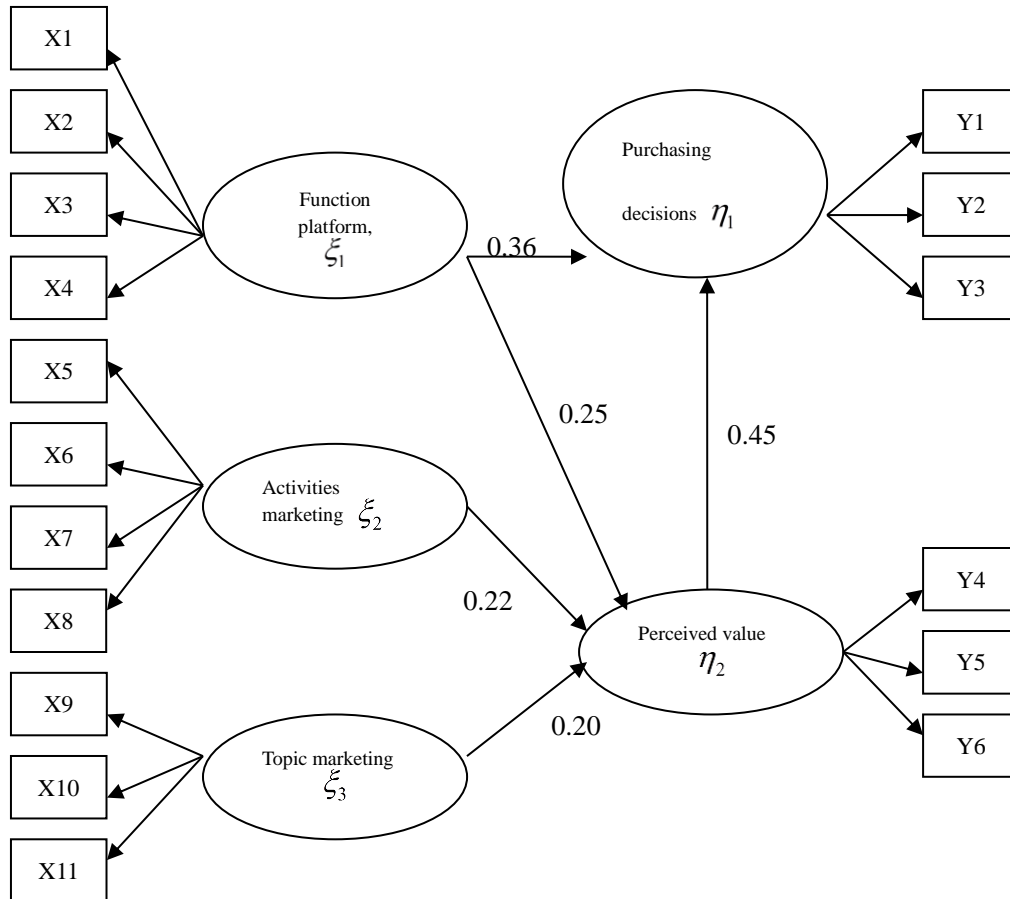 X1
X2
X3
X4
X5
X6
X7
X8
X9
X10
X11
Function
platform,
ξ₁
Activities
marketing ξ₂
Topic marketing
ξ₃
0.36
0.25
0.22
0.20
0.45
Purchasing
decisions η₁
Perceived value
η₂
Y1
Y2
Y3
Y4
Y5
Y6